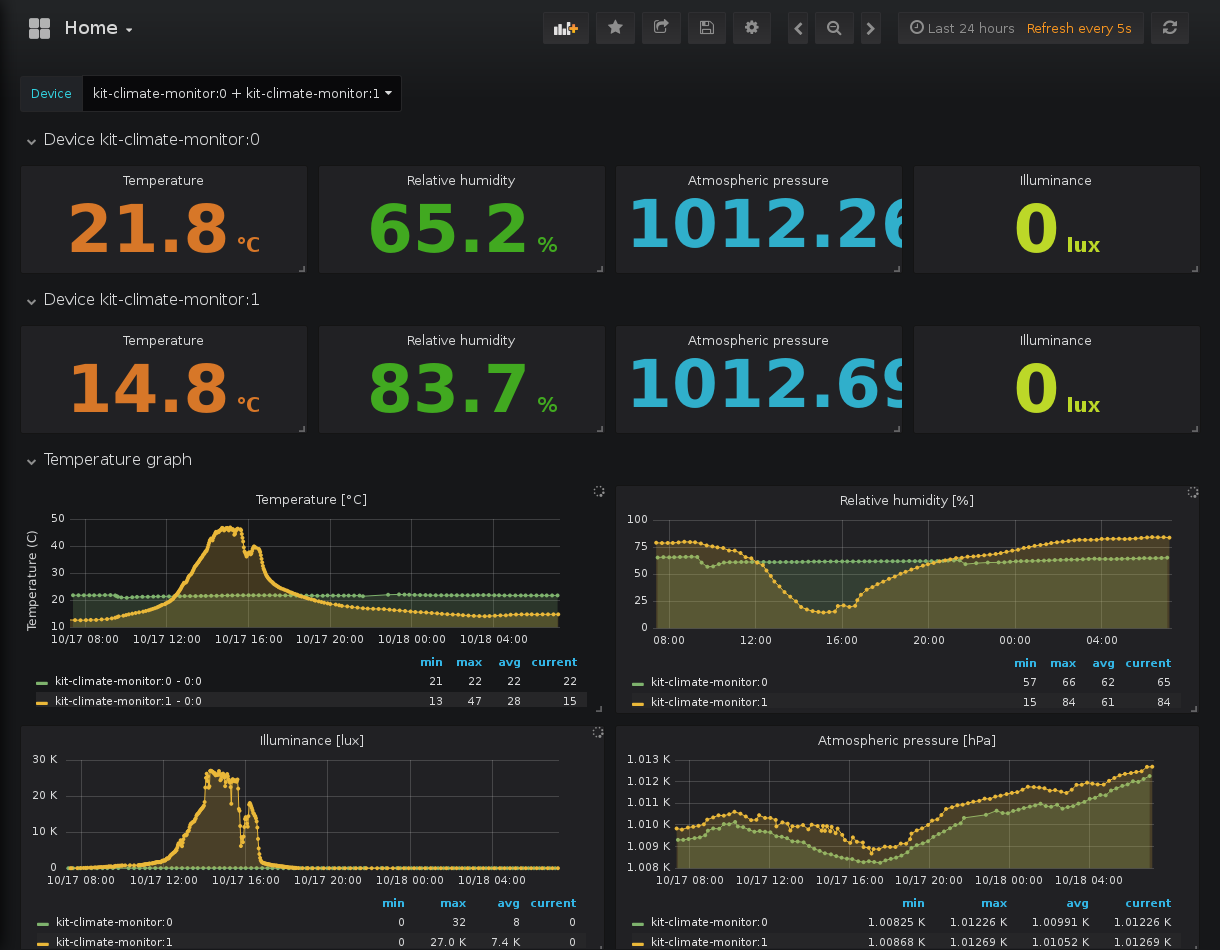 Home
Last 24 hours Refresh every 5s
Device kit-climate-monitor:0 + kit-climate-monitor:1
Device kit-climate-monitor:0
Temperature Relative humidity Atmospheric pressure Illuminance
21.8 °C 65.2 % 1012.26 0 lux
Device kit-climate-monitor:1
Temperature Relative humidity Atmospheric pressure Illuminance
14.8 °C 83.7 % 1012.69 0 lux
Temperature graph
Temperature [°C]
Temperature (C)
50
40
30
20
10
10/17 08:00 10/17 12:00 10/17 16:00 10/17 20:00 10/18 00:00 10/18 04:00
min max avg current
kit-climate-monitor:0 - 0:0 21 22 22 22
kit-climate-monitor:1 - 0:0 13 47 28 15
Relative humidity [%]
100
75
50
25
0
08:00 12:00 16:00 20:00 00:00 04:00
min max avg current
kit-climate-monitor:0 57 66 62 65
kit-climate-monitor:1 15 84 61 84
Illuminance [lux]
30 K
20 K
10 K
0
10/17 08:00 10/17 12:00 10/17 16:00 10/17 20:00 10/18 00:00 10/18 04:00
min max avg current
kit-climate-monitor:0 0 32 8 0
kit-climate-monitor:1 0 27.0 K 7.4 K 0
Atmospheric pressure [hPa]
1.013 K
1.012 K
1.011 K
1.010 K
1.009 K
1.008 K
10/17 08:00 10/17 12:00 10/17 16:00 10/17 20:00 10/18 00:00 10/18 04:00
min max avg current
kit-climate-monitor:0 1.00825 K 1.01226 K 1.00991 K 1.01226 K
kit-climate-monitor:1 1.00868 K 1.01269 K 1.01052 K 1.01269 K